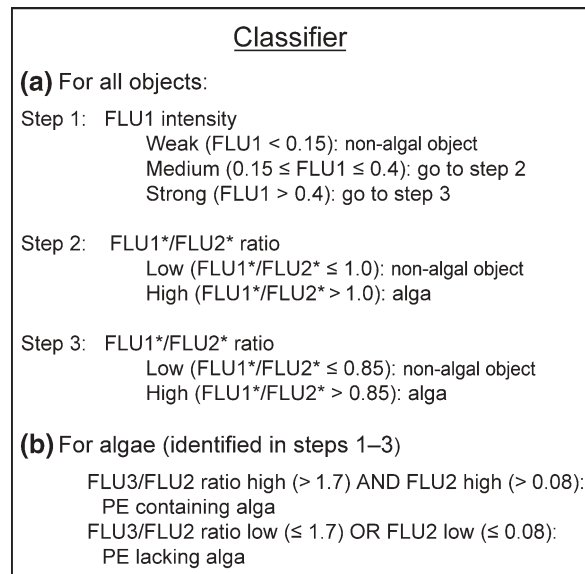 Classifier
(a) For all objects:
Step 1: FLU1 intensity
Weak (FLU1 < 0.15): non-algal object
Medium (0.15 ≤ FLU1 ≤ 0.4): go to step 2
Strong (FLU1 > 0.4): go to step 3
Step 2: FLU1*/FLU2* ratio
Low (FLU1*/FLU2* ≤ 1.0): non-algal object
High (FLU1*/FLU2* > 1.0): alga
Step 3: FLU1*/FLU2* ratio
Low (FLU1*/FLU2* ≤ 0.85): non-algal object
High (FLU1*/FLU2* > 0.85): alga
(b) For algae (identified in steps 1–3)
FLU3/FLU2 ratio high (> 1.7) AND FLU2 high (> 0.08):
PE containing alga
FLU3/FLU2 ratio low (≤ 1.7) OR FLU2 low (≤ 0.08):
PE lacking alga